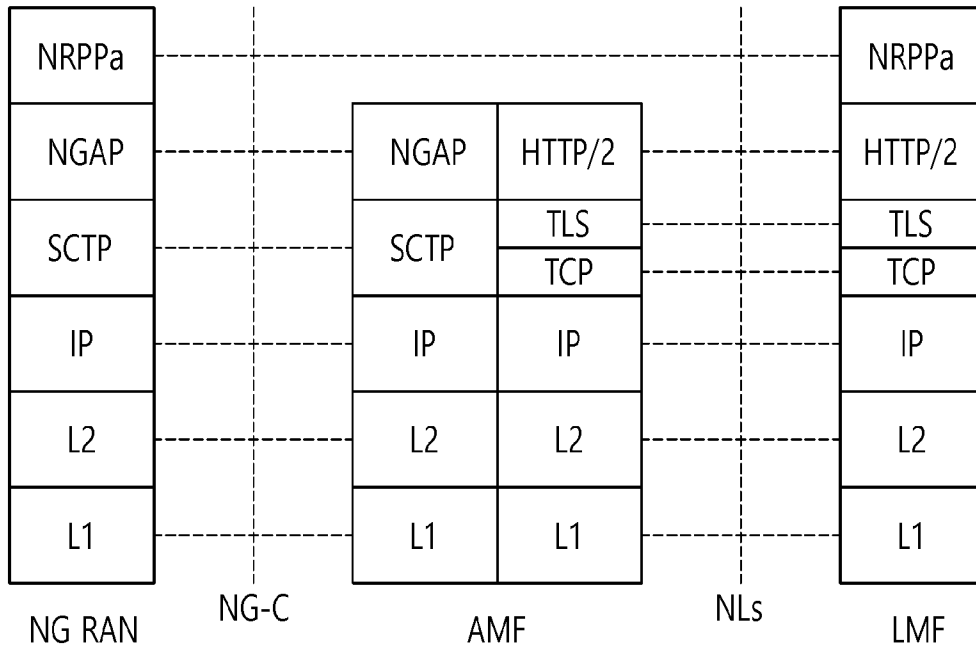 NRPPa NRPPa
NGAP NGAP HTTP/2 HTTP/2
TLS TLS
SCTP SCTP
TCP TCP
IP IP IP IP
L2 L2 L2 L2
L1 L1 L1 L1
NG-C NLs
NG RAN AMF LMF